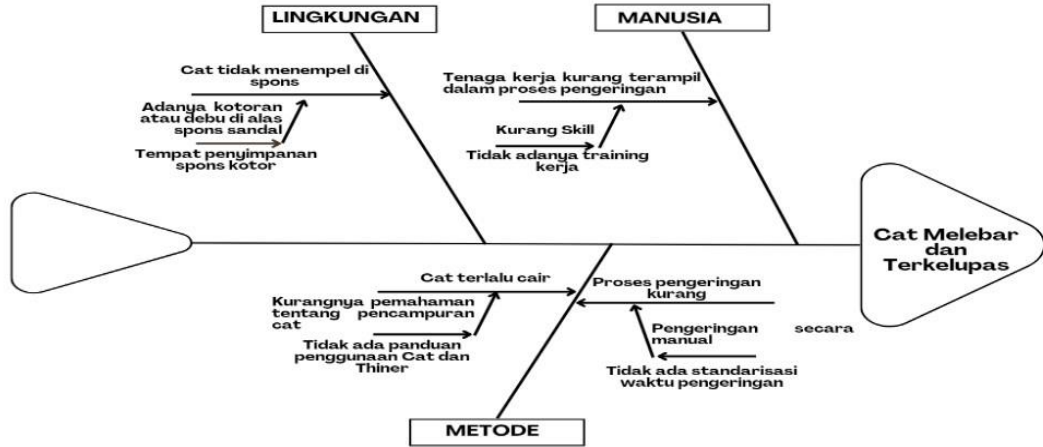 LINGKUNGAN
MANUSIA
Cat tidak menempel di
spons
Adanya kotoran
atau debu di alas
spons sandal
Tempat penyimpanan
spons kotor
Tenaga kerja kurang terampil
dalam proses pengeringan
Kurang Skill
Tidak adanya training
kerja
Cat Melebar
dan
Terkelupas
Cat terlalu cair
Kurangnya pemahaman
tentang pencampuran
cat
Tidak ada panduan
penggunaan Cat dan
Thiner
Proses pengeringan
kurang
Pengeringan secara
manual
Tidak ada standarisasi
waktu pengeringan
METODE